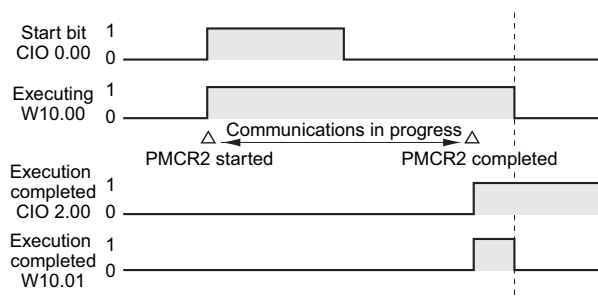 Start bit
CIO 0.00
1
0
Executing
W10.00
1
0
Communications in progress
PMCR2 started
PMCR2 completed
Execution
completed
CIO 2.00
1
0
Execution
completed
W10.01
1
0